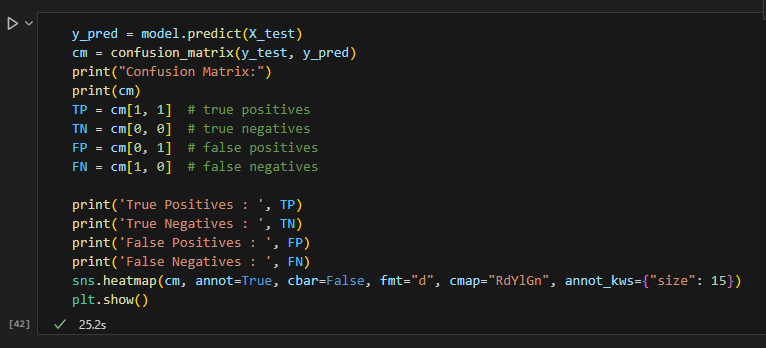 y_pred = model.predict(X_test)
cm = confusion_matrix(y_test, y_pred)
print("Confusion Matrix:")
print(cm)
TP = cm[1, 1]  # true positives
TN = cm[0, 0]  # true negatives
FP = cm[0, 1]  # false positives
FN = cm[1, 0]  # false negatives

print('True Positives : ', TP)
print('True Negatives : ', TN)
print('False Positives : ', FP)
print('False Negatives : ', FN)
sns.heatmap(cm, annot=True, cbar=False, fmt="d", cmap="RdYlGn", annot_kws={"size": 15})
plt.show()
[42] 25.2s